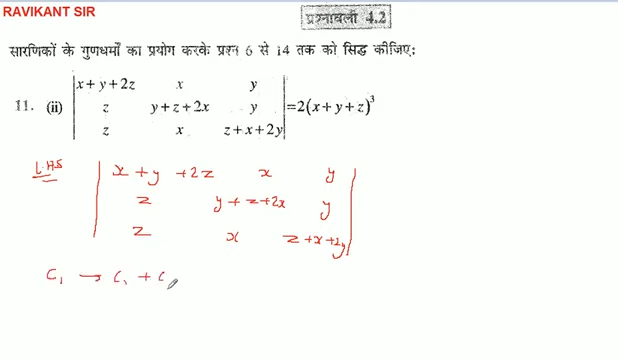 RAVIKANT SIR
प्रश्नावली 4.2
सारणिकों के गुणधर्मों का प्रयोग करके प्रश्न 6 से 14 तक को सिद्ध कीजिए:
x + y + 2z x y
11. (ii) z y + z + 2x y =2(x + y + z)³
z x z + x + 2y
L.H.S
x + y + 2z x y
z y + z + 2x y
z x z + x + 2y
C₁ → C₁ + C